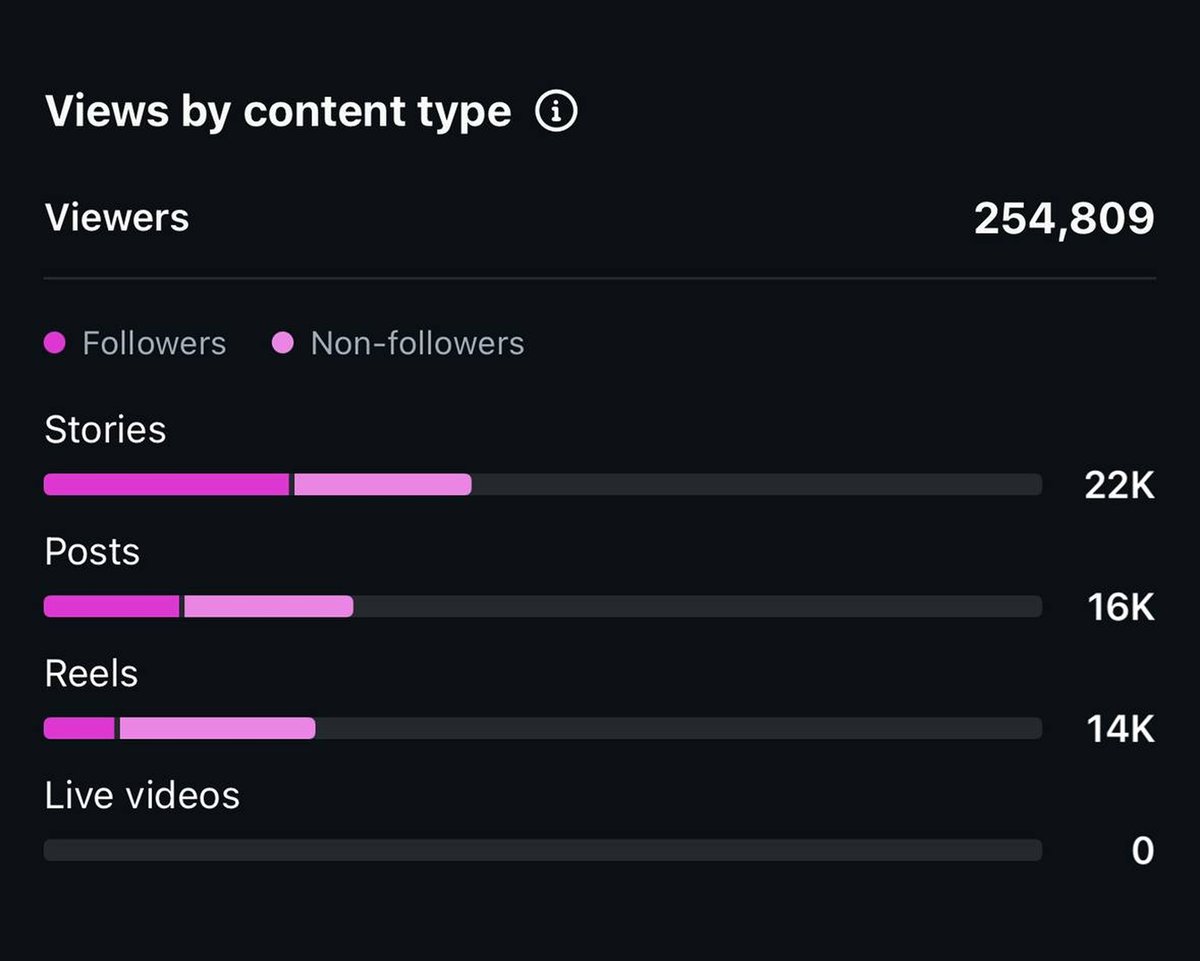 Views by content type
Viewers 254,809
Followers Non-followers
Stories
22K
Posts
16K
Reels
14K
Live videos
0